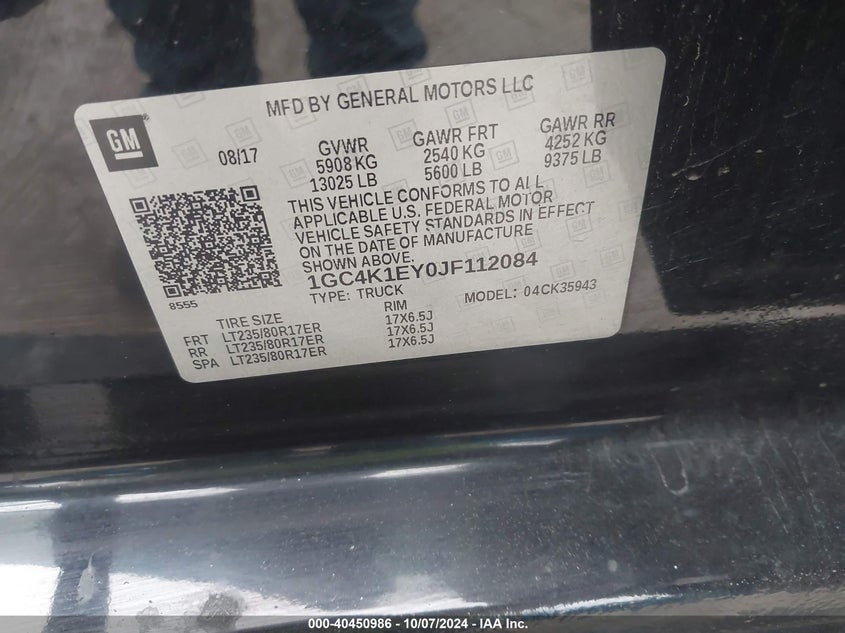 MFD BY GENERAL MOTORS LLC
GM
08/17
GVWR
5908 KG
13025 LB
GAWR FRT
2540 KG
5600 LB
GAWR RR
4252 KG
9375 LB
THIS VEHICLE CONFORMS TO ALL
APPLICABLE U.S. FEDERAL MOTOR
VEHICLE SAFETY STANDARDS IN EFFECT
ON THE DATE OF MANUFACTURE
SHOWN ABOVE.
1GC4K1EY0JF112084
8555
TYPE: TRUCK
MODEL: 04CK35943
TIRE SIZE RIM
FRT LT235/80R17ER 17X6.5J
RR LT235/80R17ER 17X6.5J
SPA LT235/80R17ER 17X6.5J
000-40450986 - 10/07/2024 - IAA Inc.